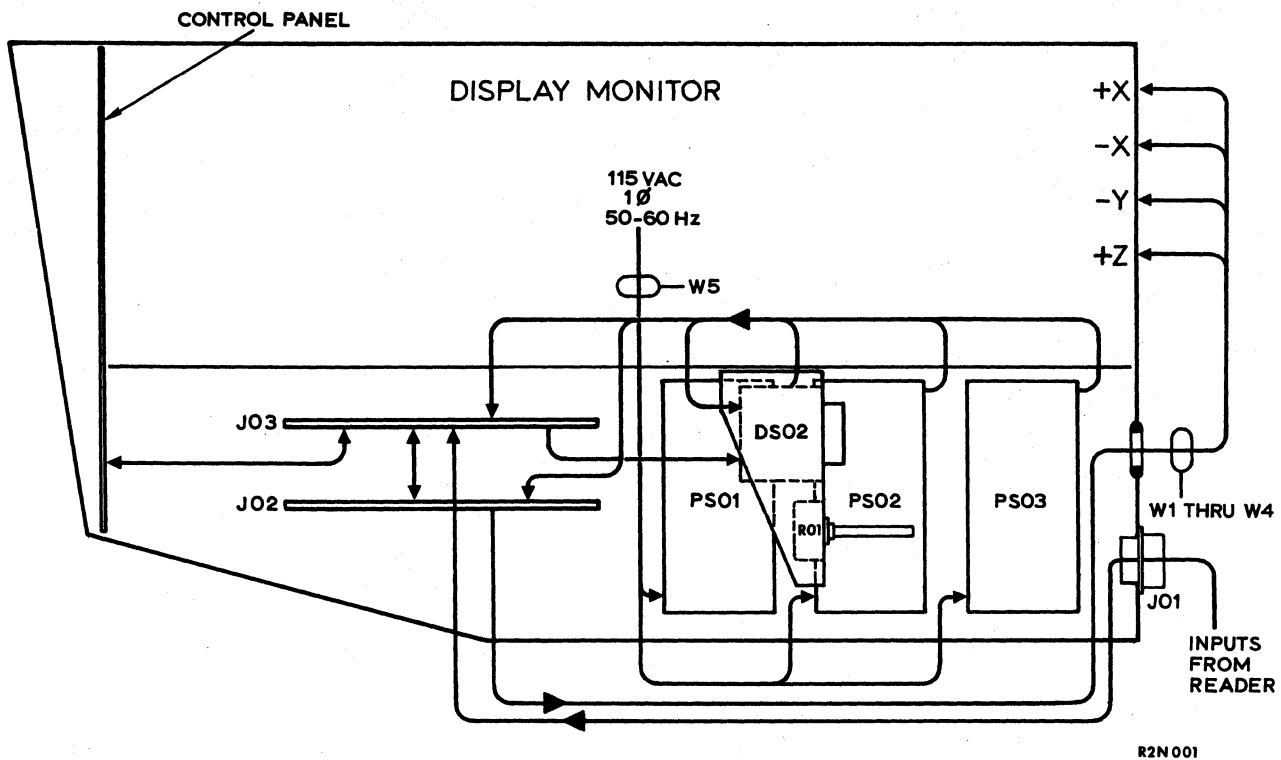 CONTROL PANEL
DISPLAY MONITOR
+X
-X
-Y
+Z
115 VAC
1Ø
50-60 Hz
W5
J03
DS02
PS01
PS02
PS03
R01
J02
W1 THRU W4
J01
INPUTS
FROM
READER
R2N001